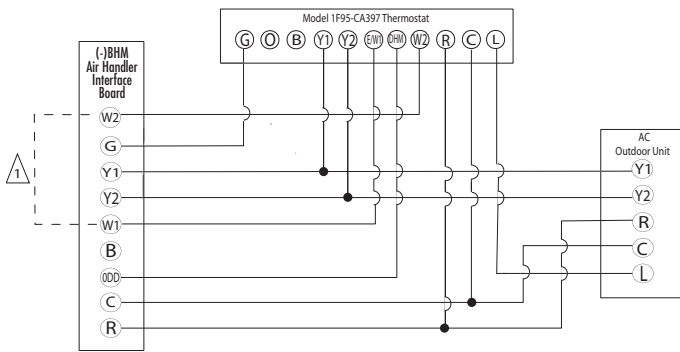 Model 1F95-CA397 Thermostat
G O B Y1 Y2 E/W1 DHM W2 R C L
(-)BHM
Air Handler
Interface
Board
W2
G
Y1
Y2
W1
B
ODD
C
R
1
AC
Outdoor Unit
Y1
Y2
R
C
L